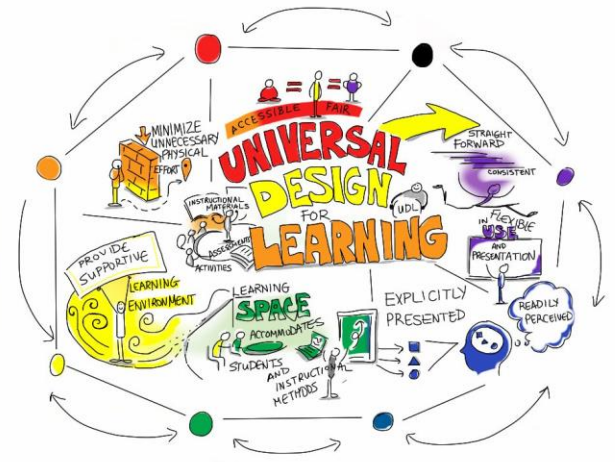 ACCESSIBLE FAIR
UNIVERSAL
DESIGN
FOR
LEARNING
UDL
MINIMIZE
UNNECESSARY
PHYSICAL
EFFORT
STRAIGHT
FORWARD
CONSISTENT
FLEXIBLE
IN USE
AND
PRESENTATION
INSTRUCTIONAL
MATERIALS
ASSESSMENTS
ACTIVITIES
PROVIDE
SUPPORTIVE
LEARNING
ENVIRONMENT
LEARNING
SPACE
ACCOMMODATES
STUDENTS
AND
INSTRUCTIONAL
METHODS
EXPLICITLY
PRESENTED
READILY
PERCEIVED